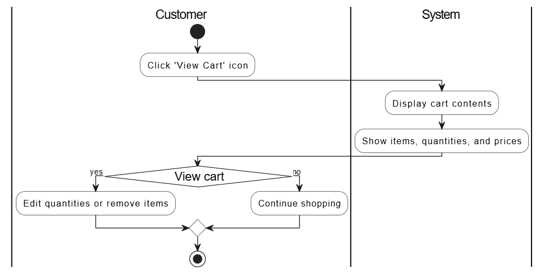 Customer
System
Click 'View Cart' icon
Display cart contents
Show items, quantities, and prices
View cart
yes
no
Edit quantities or remove items
Continue shopping